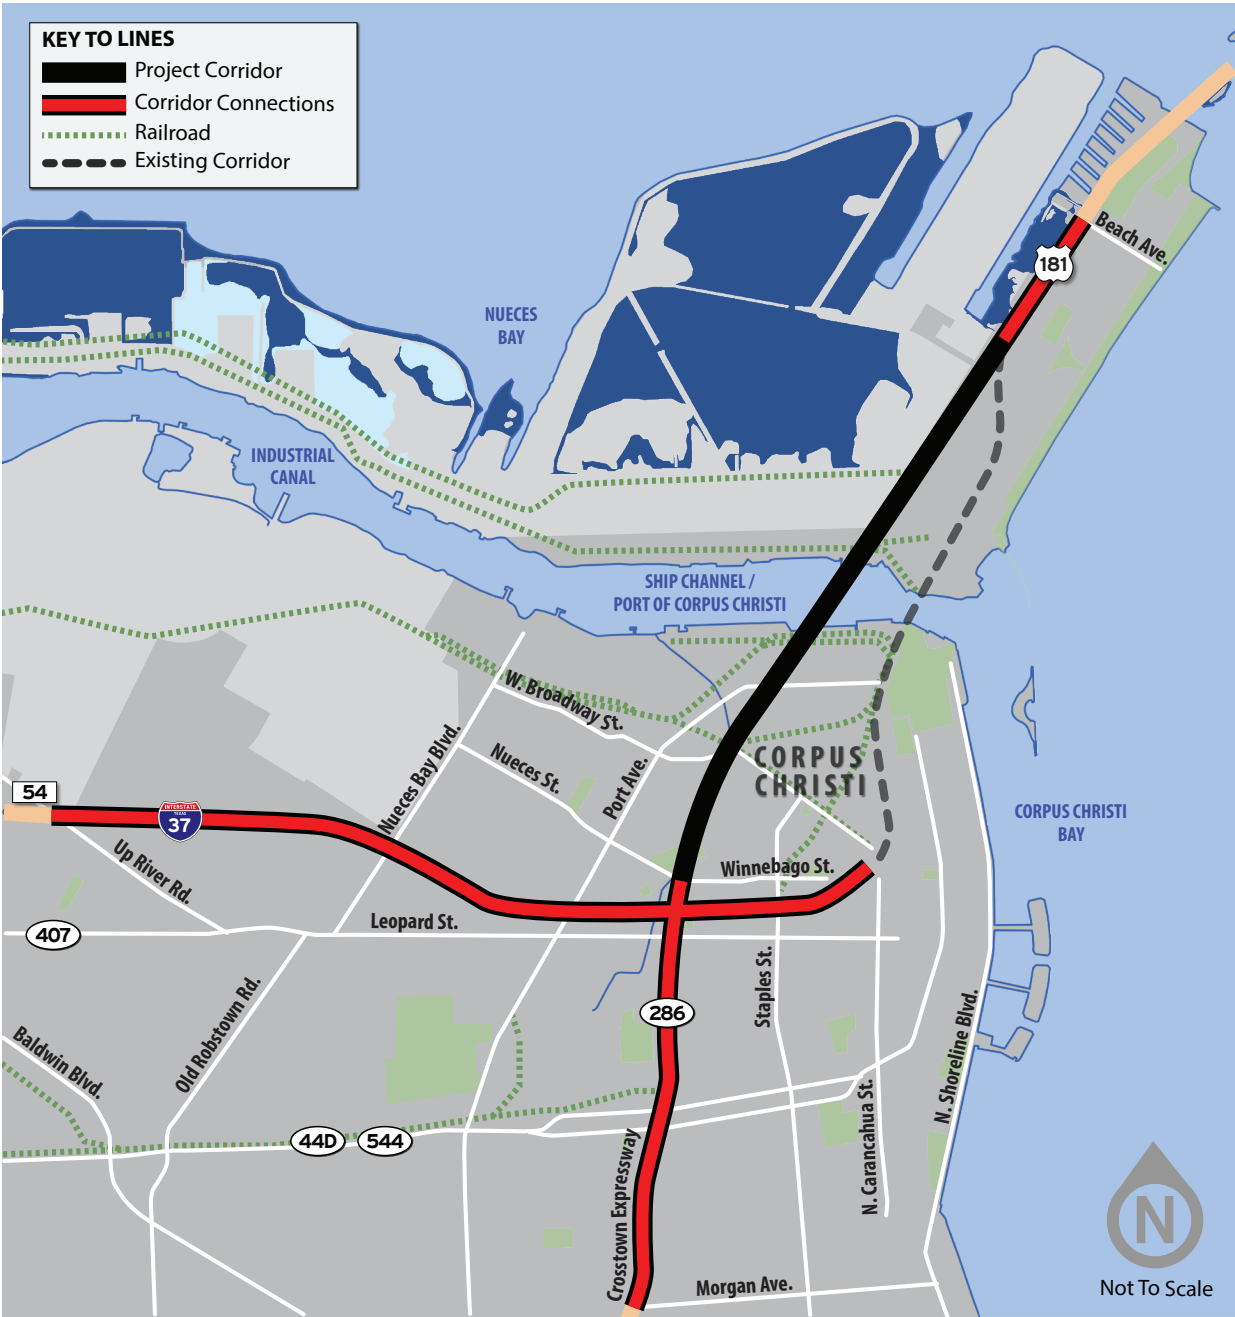 KEY TO LINES
Project Corridor
Corridor Connections
Railroad
Existing Corridor
Beach Ave.
181
NUECES
BAY
INDUSTRIAL
CANAL
SHIP CHANNEL /
PORT OF CORPUS CHRISTI
W. Broadway St.
Nueces Bay Blvd.
Nueces St.
Port Ave.
CORPUS
CHRISTI
54
INTERSTATE
TEXAS
37
CORPUS CHRISTI
BAY
Up River Rd.
Winnebago St.
Leopard St.
407
Staples St.
286
Old Robstown Rd.
Baldwin Blvd.
N. Shoreline Blvd.
N. Carancahua St.
44D
544
Crosstown Expressway
Morgan Ave.
N
Not To Scale